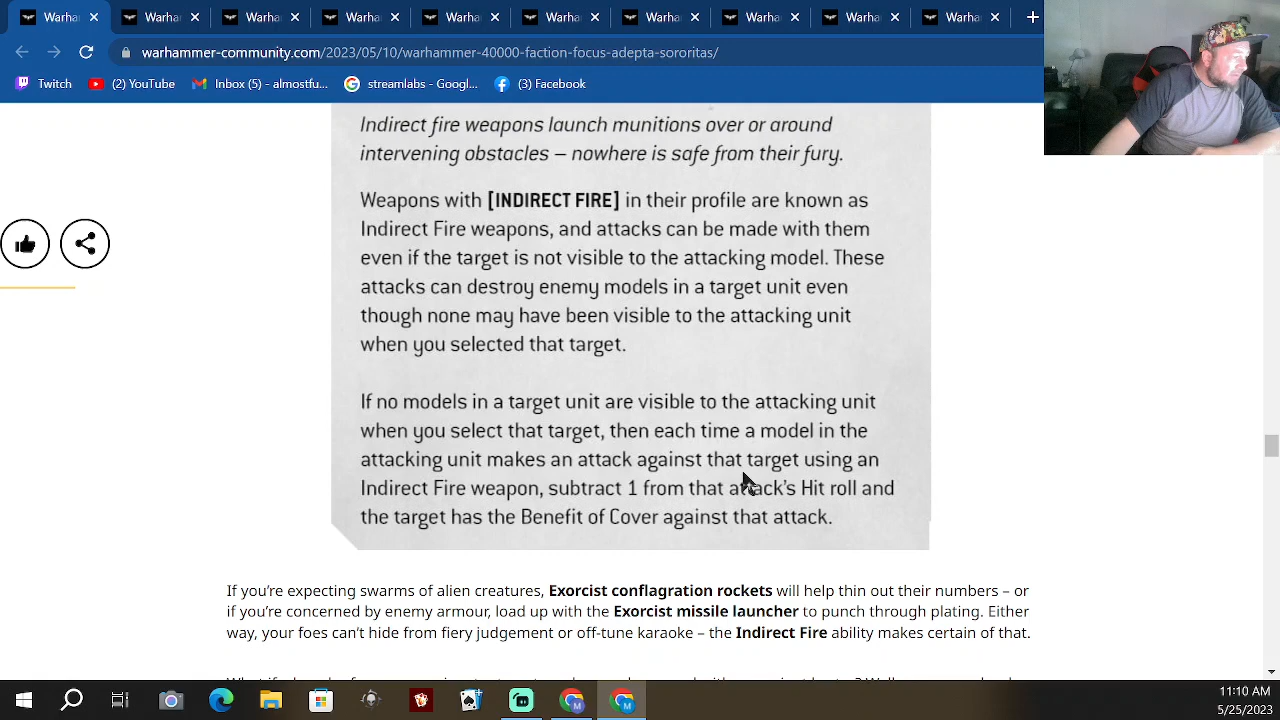 Warha
Warha
Warha
Warha
Warha
Warha
Warha
Warha
Warha
Warha
warhammer-community.com/2023/05/10/warhammer-40000-faction-focus-adepta-sororitas/
Twitch
(2) YouTube
Inbox (5) - almostfu...
streamlabs - Googl...
(3) Facebook
Indirect fire weapons launch munitions over or around
intervening obstacles – nowhere is safe from their fury.
Weapons with [INDIRECT FIRE] in their profile are known as
Indirect Fire weapons, and attacks can be made with them
even if the target is not visible to the attacking model. These
attacks can destroy enemy models in a target unit even
though none may have been visible to the attacking unit
when you selected that target.
If no models in a target unit are visible to the attacking unit
when you select that target, then each time a model in the
attacking unit makes an attack against that target using an
Indirect Fire weapon, subtract 1 from that attack's Hit roll and
the target has the Benefit of Cover against that attack.
If you're expecting swarms of alien creatures, Exorcist conflagration rockets will help thin out their numbers – or
if you're concerned by enemy armour, load up with the Exorcist missile launcher to punch through plating. Either
way, your foes can't hide from fiery judgement or off-tune karaoke – the Indirect Fire ability makes certain of that.
11:10 AM
5/25/2023